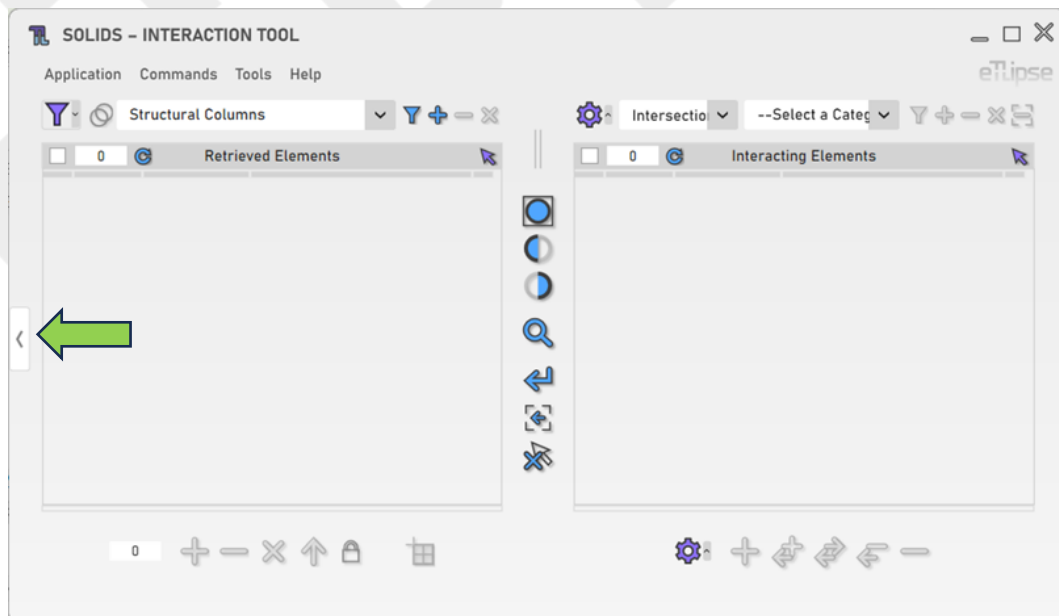 SOLIDS – INTERACTION TOOL
Application Commands Tools Help
eTLipse
Structural Columns
Intersection
--Select a Categ
0 Retrieved Elements
0 Interacting Elements
0